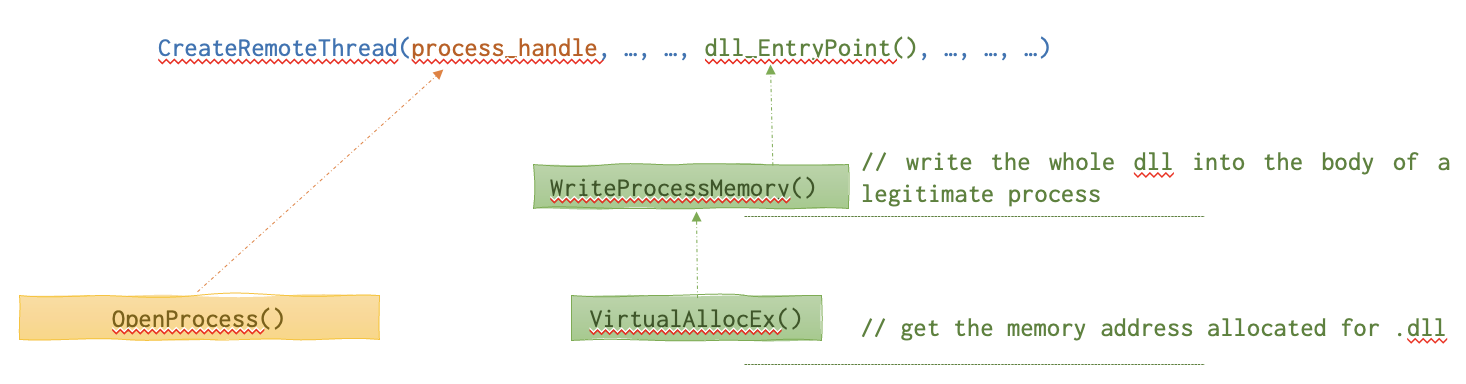 CreateRemoteThread(process_handle, …, …, dll_EntryPoint(), …, …, …)
// write the whole dll into the body of a
legitimate process
WriteProcessMemory()
OpenProcess()
VirtualAllocEx()
// get the memory address allocated for .dll